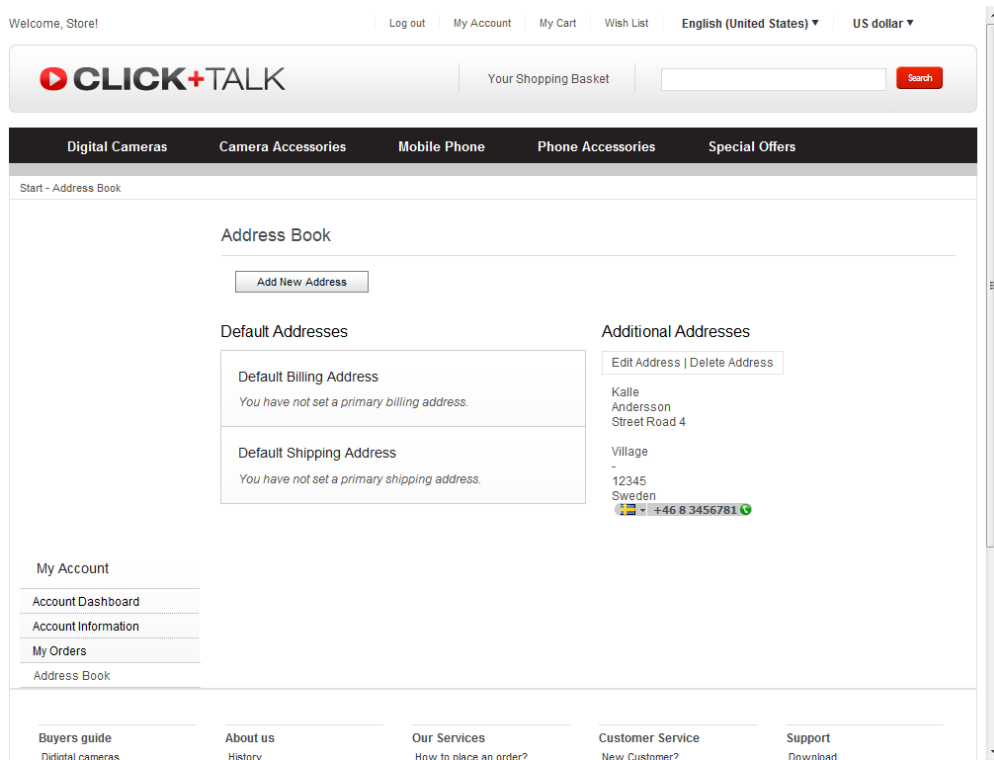 Welcome, Store!
Log out My Account My Cart Wish List English (United States) US dollar
CLICK+TALK
Your Shopping Basket
Search
Digital Cameras Camera Accessories Mobile Phone Phone Accessories Special Offers
Start - Address Book
Address Book
Add New Address
Default Addresses
Default Billing Address
You have not set a primary billing address.
Default Shipping Address
You have not set a primary shipping address.
Additional Addresses
Edit Address | Delete Address
Kalle
Andersson
Street Road 4
Village
-
12345
Sweden
+46 8 3456781
My Account
Account Dashboard
Account Information
My Orders
Address Book
Buyers guide About us Our Services Customer Service Support
Didigtal cameras History How to place an order? New Customer? Download